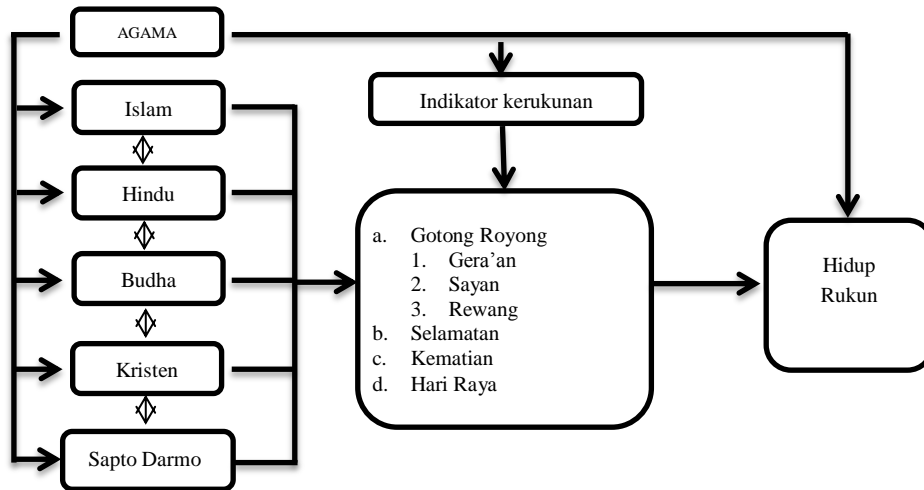 AGAMA
Islam
Hindu
Budha
Kristen
Sapto Darmo
Indikator kerukunan
a. Gotong Royong
1. Gera’an
2. Sayan
3. Rewang
b. Selamatan
c. Kematian
d. Hari Raya
Hidup
Rukun